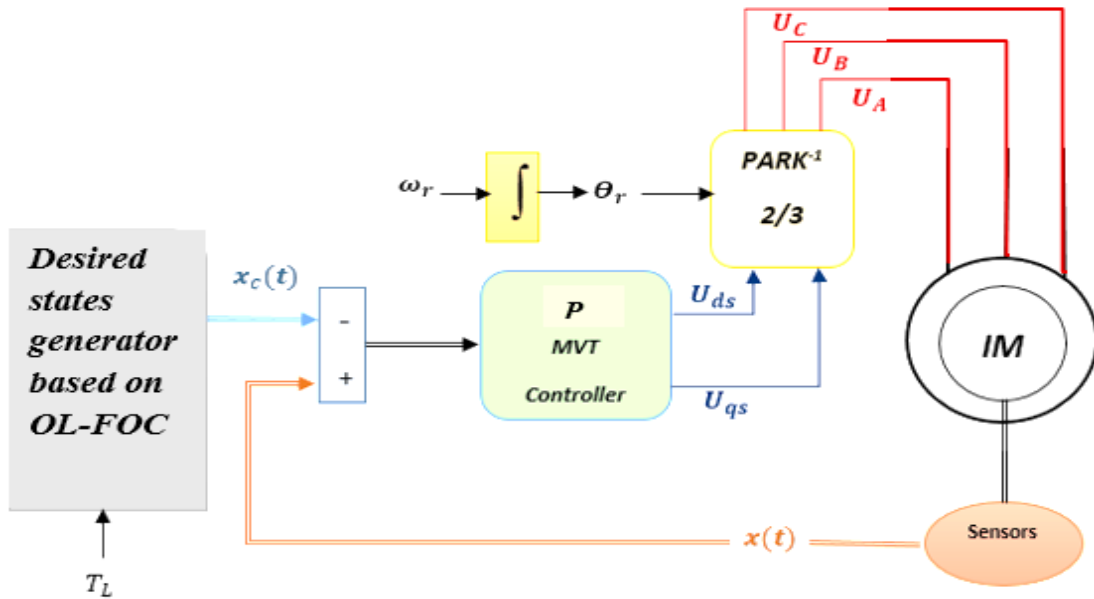 U_C
U_B
U_A
PARK⁻¹
2/3
ω_r
∫
Θ_r
Desired
states
generator
based on
OL-FOC
x_c(t)
-
+
P
MVT
Controller
U_ds
U_qs
IM
Sensors
x(t)
T_L